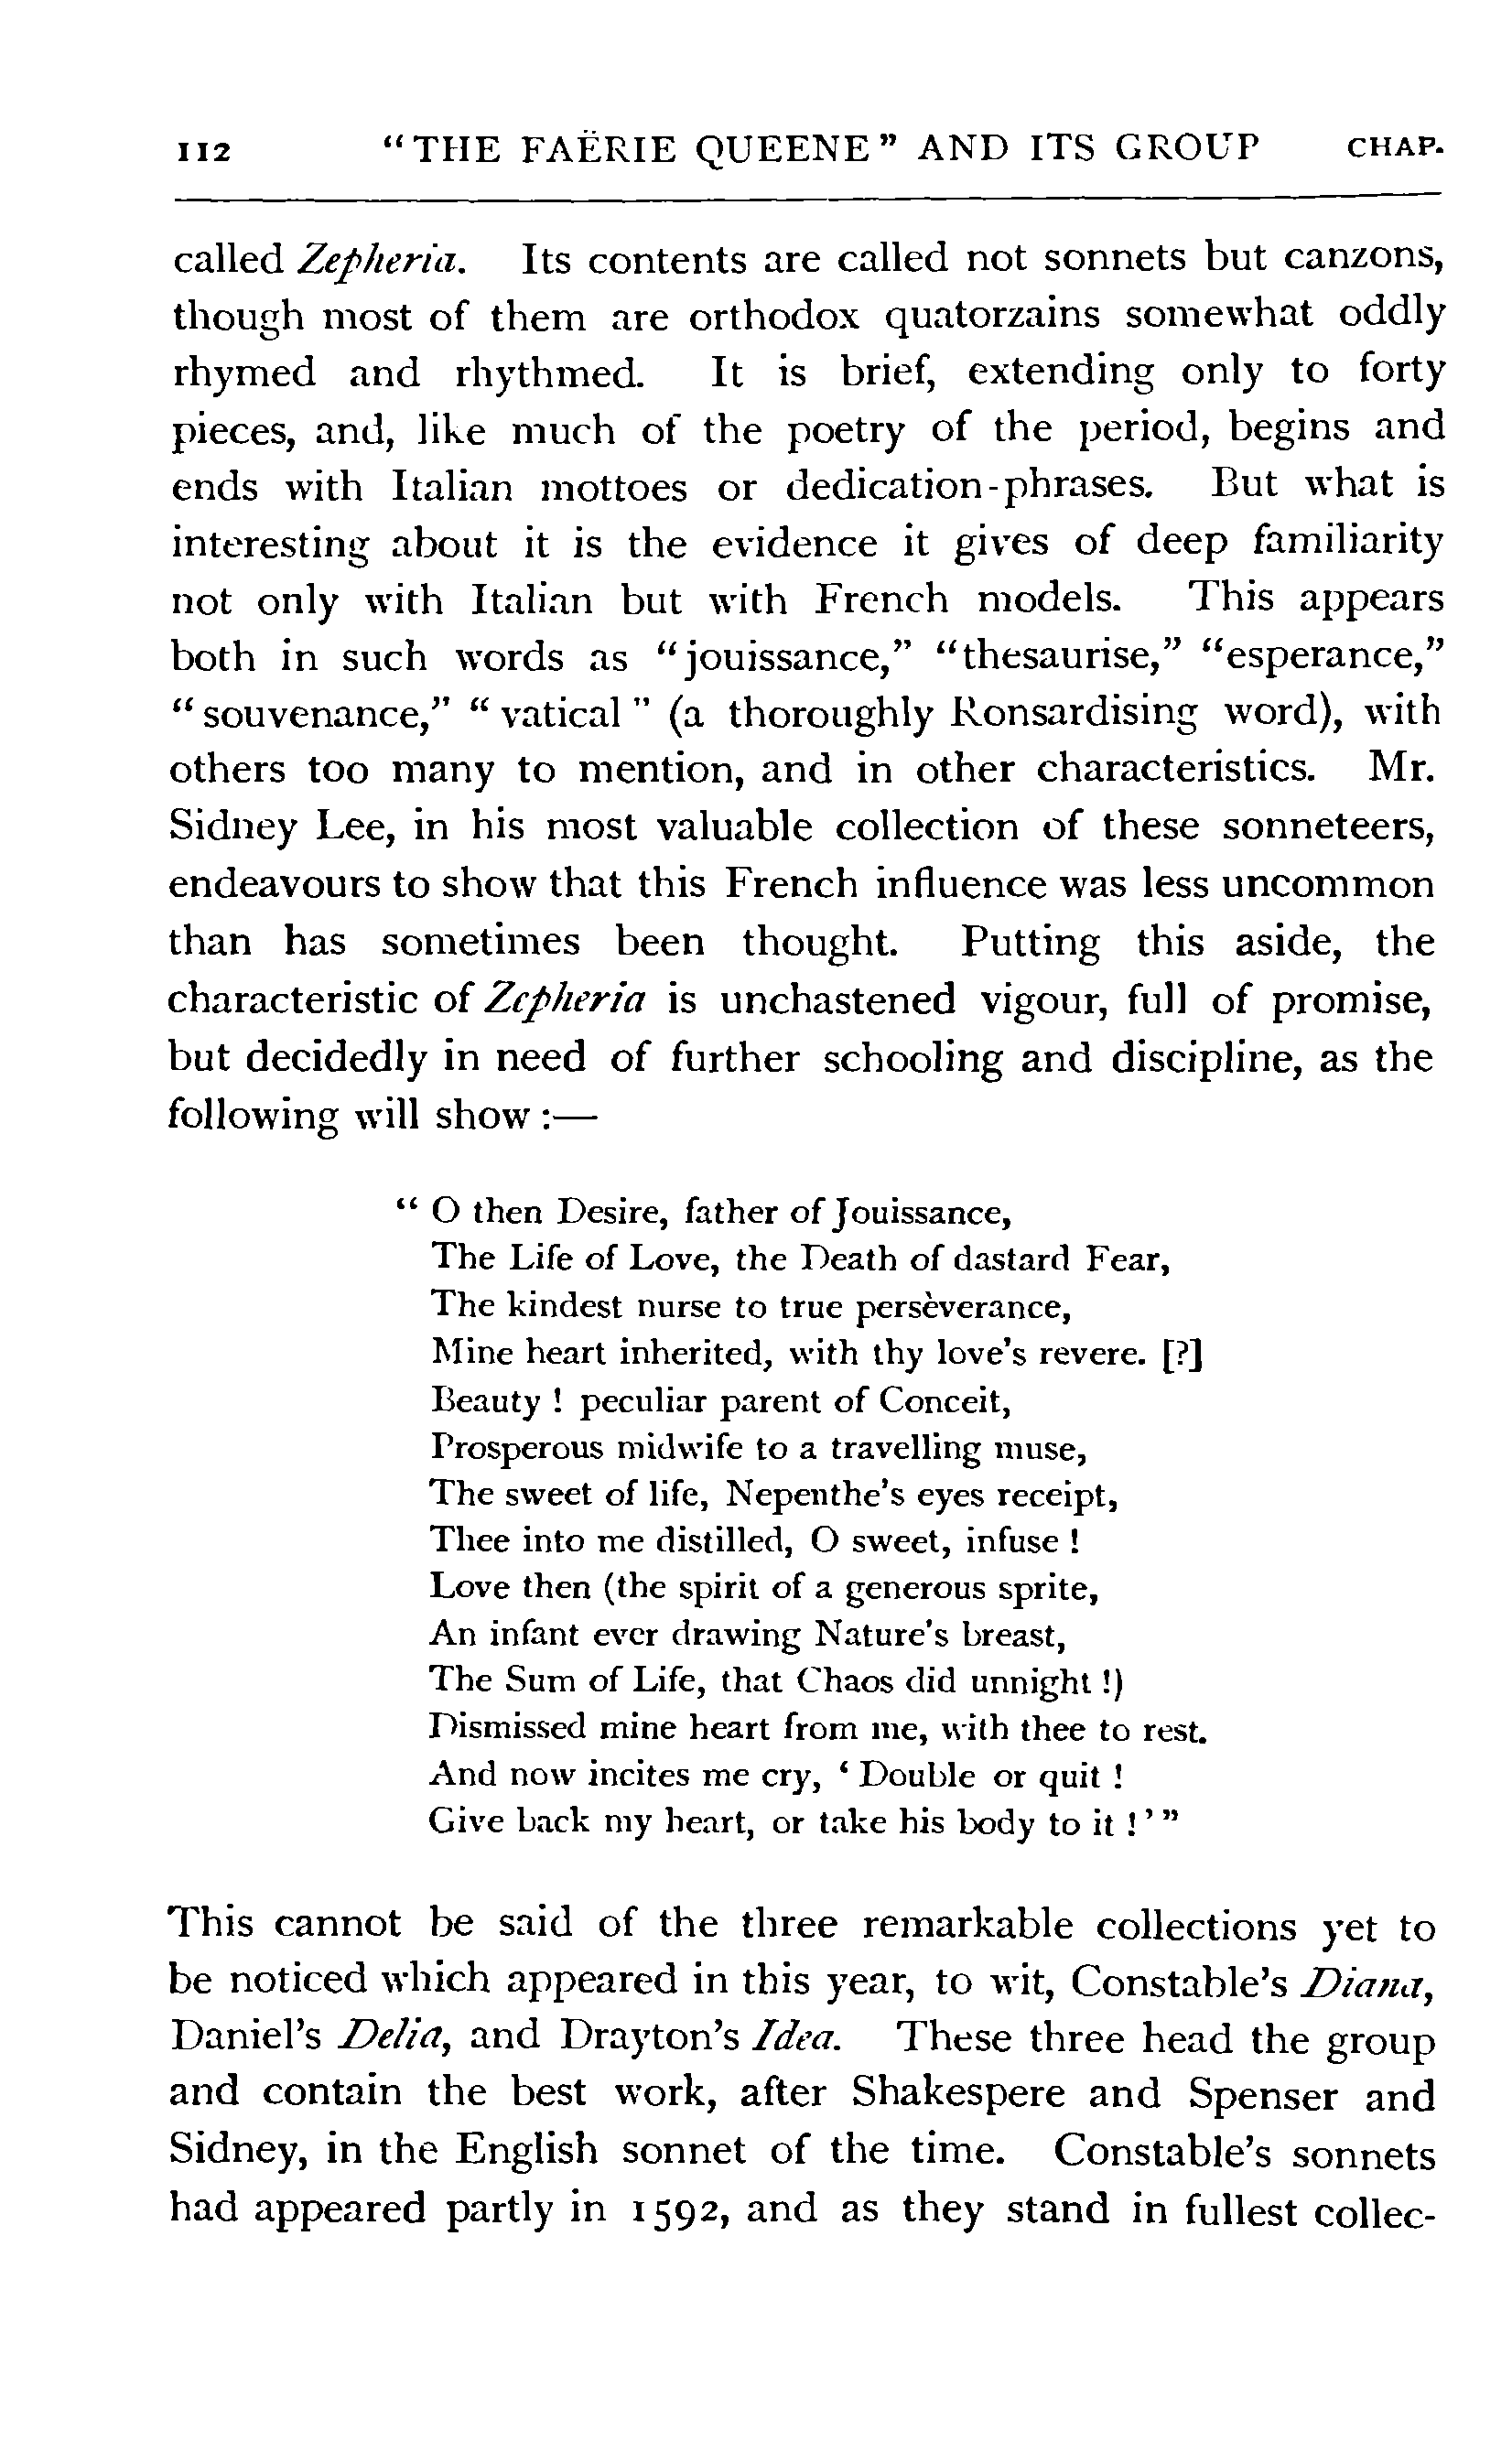 112 "THE FAËRIE QUEENE" AND ITS GROUP CHAP.
called Zepheria. Its contents are called not sonnets but canzons,
though most of them are orthodox quatorzains somewhat oddly
rhymed and rhythmed. It is brief, extending only to forty
pieces, and, like much of the poetry of the period, begins and
ends with Italian mottoes or dedication-phrases. But what is
interesting about it is the evidence it gives of deep familiarity
not only with Italian but with French models. This appears
both in such words as "jouissance," "thesaurise," "esperance,"
"souvenance," "vatical" (a thoroughly Ronsardising word), with
others too many to mention, and in other characteristics. Mr.
Sidney Lee, in his most valuable collection of these sonneteers,
endeavours to show that this French influence was less uncommon
than has sometimes been thought. Putting this aside, the
characteristic of Zepheria is unchastened vigour, full of promise,
but decidedly in need of further schooling and discipline, as the
following will show :—
"O then Desire, father of Jouissance,
The Life of Love, the Death of dastard Fear,
The kindest nurse to true persèverance,
Mine heart inherited, with thy love's revere. [?]
Beauty ! peculiar parent of Conceit,
Prosperous midwife to a travelling muse,
The sweet of life, Nepenthe's eyes receipt,
Thee into me distilled, O sweet, infuse !
Love then (the spirit of a generous sprite,
An infant ever drawing Nature's breast,
The Sum of Life, that Chaos did unnight !)
Dismissed mine heart from me, with thee to rest.
And now incites me cry, 'Double or quit !
Give back my heart, or take his body to it !'"
This cannot be said of the three remarkable collections yet to
be noticed which appeared in this year, to wit, Constable's Diana,
Daniel's Delia, and Drayton's Idea. These three head the group
and contain the best work, after Shakespere and Spenser and
Sidney, in the English sonnet of the time. Constable's sonnets
had appeared partly in 1592, and as they stand in fullest collec-